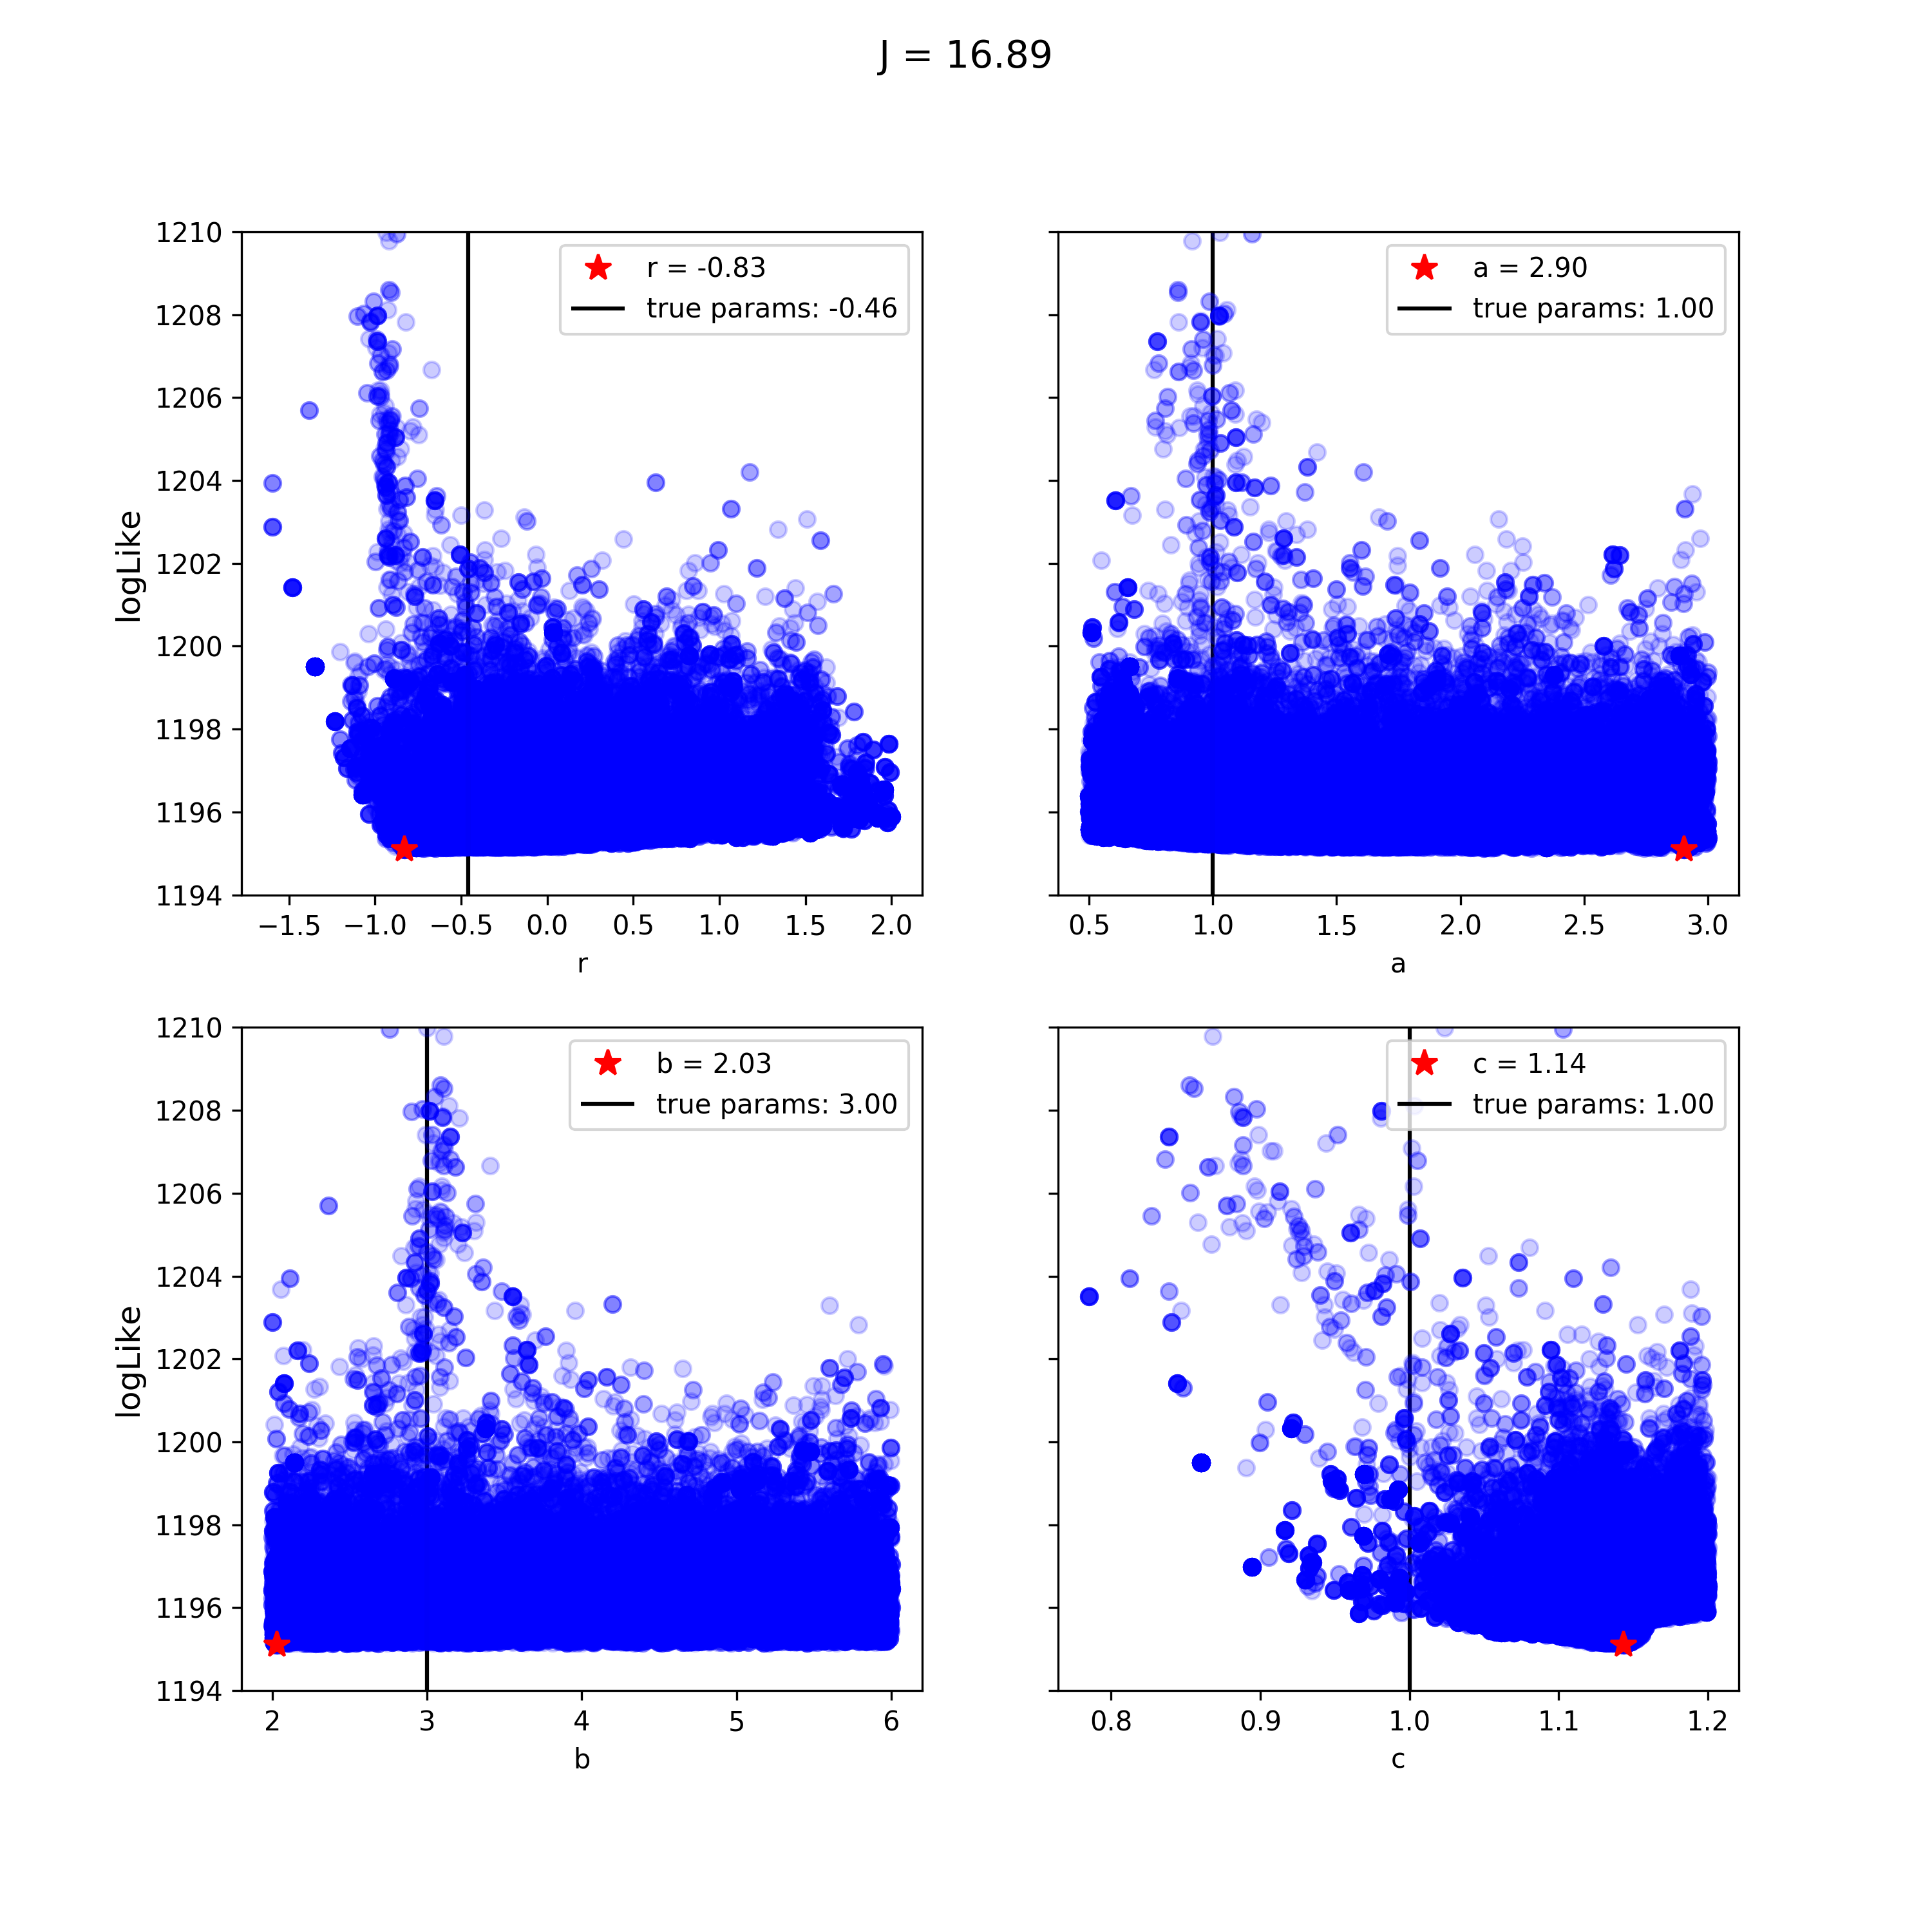 J = 16.89
1210
1208
1206
1204
1202
1200
1198
1196
1194
logLike
r = -0.83
true params: -0.46
−1.5 −1.0 −0.5 0.0 0.5 1.0 1.5 2.0
r
a = 2.90
true params: 1.00
0.5 1.0 1.5 2.0 2.5 3.0
a
1210
1208
1206
1204
1202
1200
1198
1196
1194
logLike
b = 2.03
true params: 3.00
2 3 4 5 6
b
c = 1.14
true params: 1.00
0.8 0.9 1.0 1.1 1.2
c